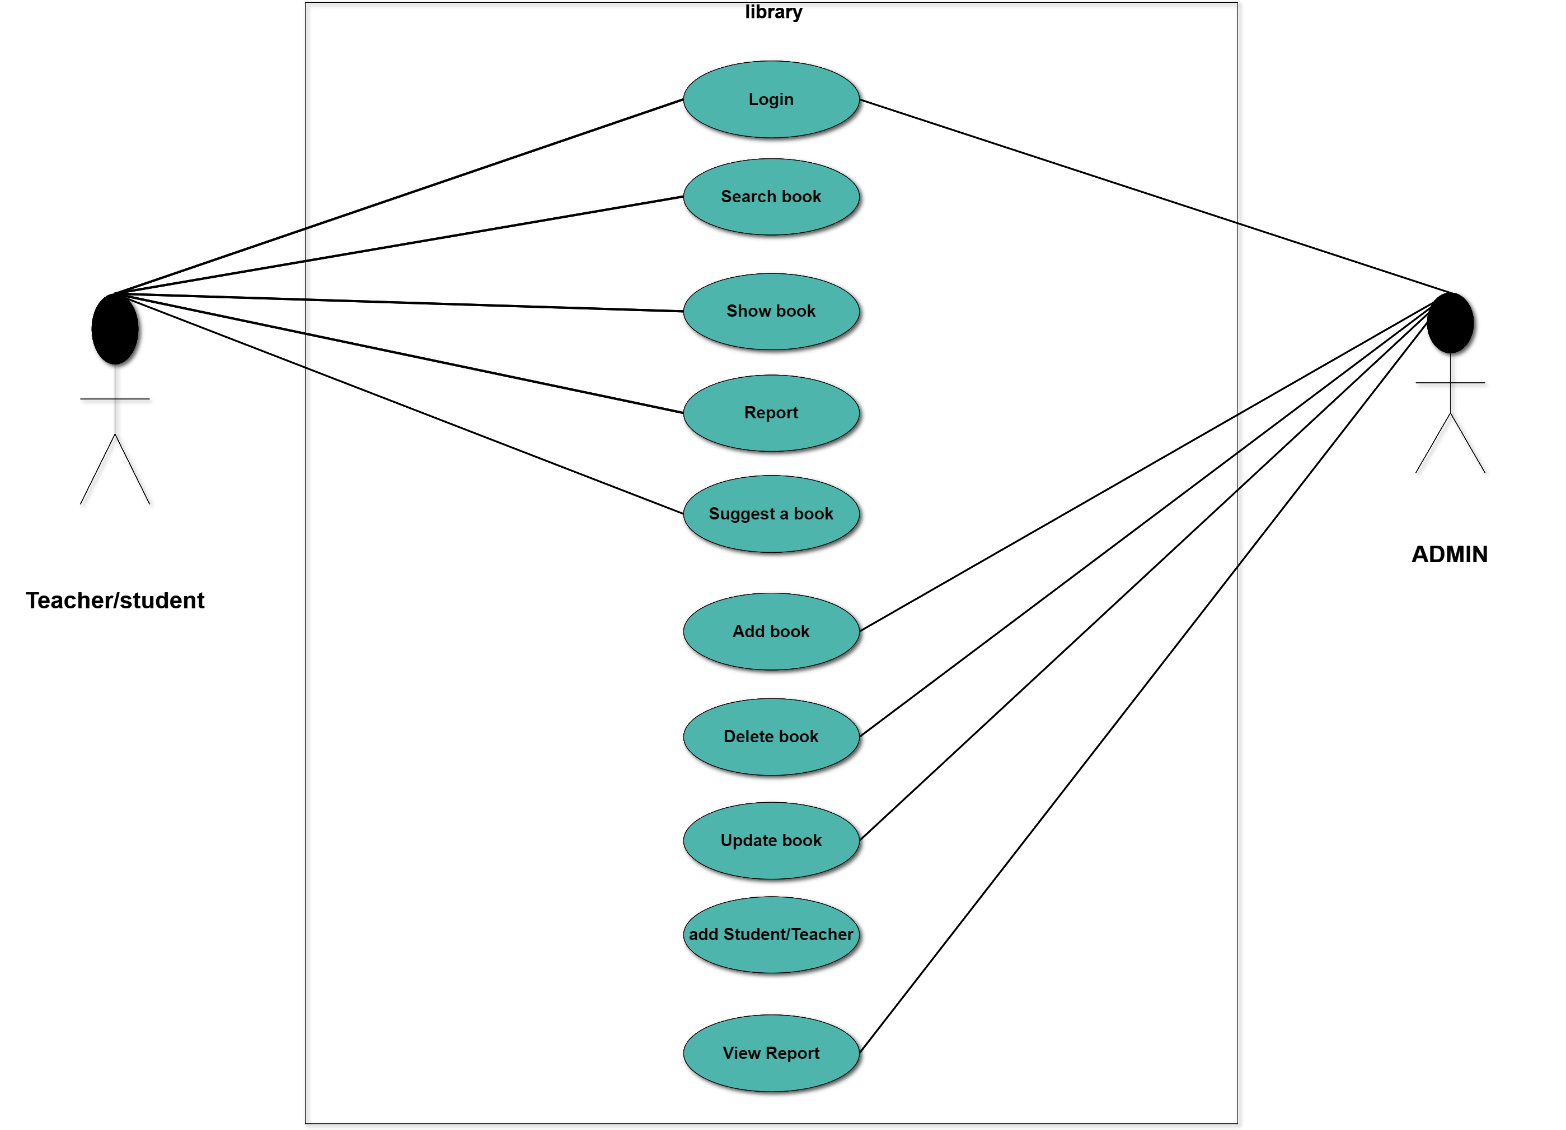 library
Login
Search book
Show book
Report
Suggest a book
Teacher/student
ADMIN
Add book
Delete book
Update book
add Student/Teacher
View Report